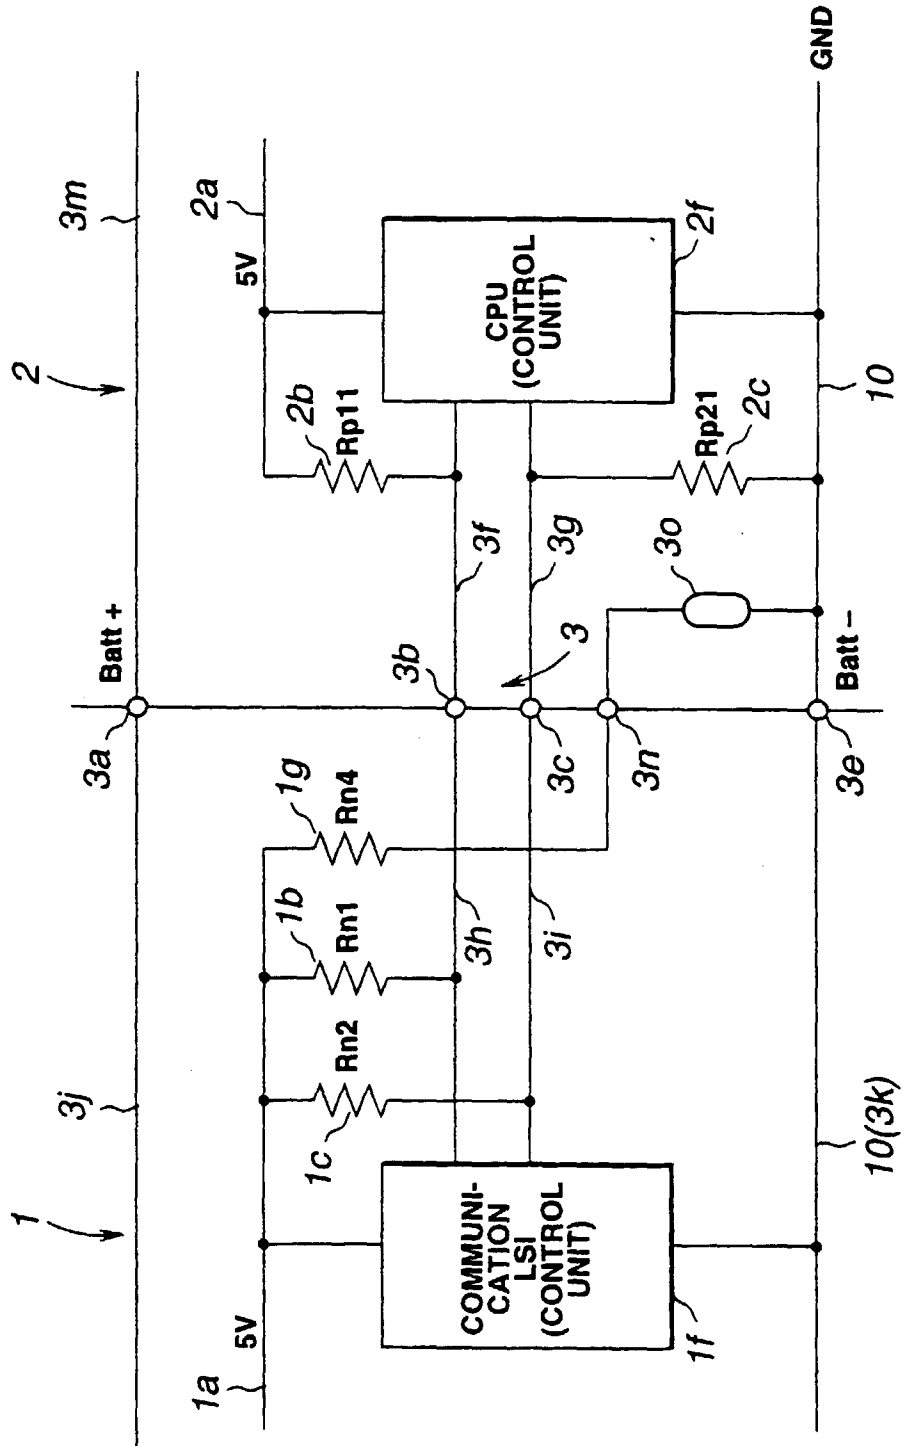 1
2
3j
Batt +
3m
3a
1a
5V
1c
Rn2
1b
Rn1
1g
Rn4
2b
Rp11
5V
2a
COMMUNI-
CATION
LSI
(CONTROL
UNIT)
1f
3h
3i
3b
3c
3n
3
3f
3g
CPU
(CONTROL
UNIT)
2f
3o
Rp21
2c
10(3k)
3e
Batt –
10
GND